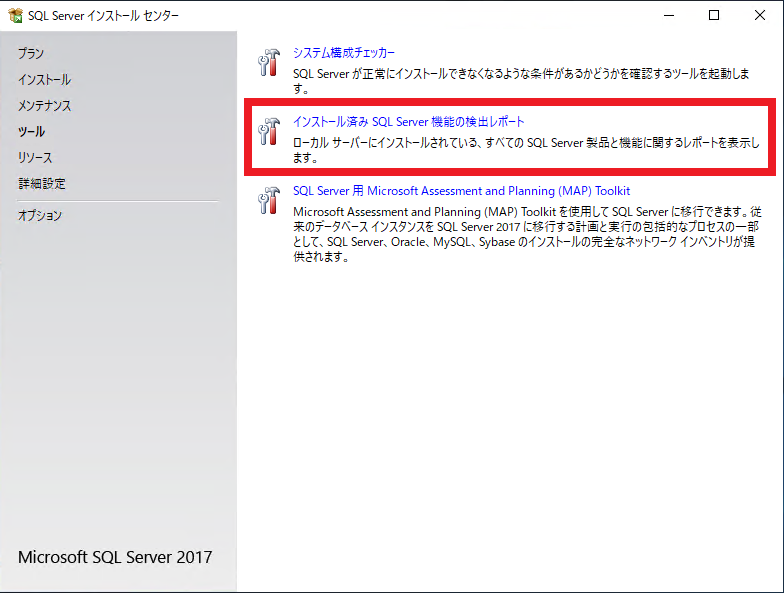 SQL Server インストール センター
プラン
インストール
メンテナンス
ツール
リソース
詳細設定
オプション
システム構成チェッカー
SQL Server が正常にインストールできなくなるような条件があるかどうかを確認するツールを起動しま
す。
インストール済み SQL Server 機能の検出レポート
ローカル サーバーにインストールされている、すべての SQL Server 製品と機能に関するレポートを表示し
ます。
SQL Server 用 Microsoft Assessment and Planning (MAP) Toolkit
Microsoft Assessment and Planning (MAP) Toolkit を使用して SQL Server に移行できます。従
来のデータベース インスタンスを SQL Server 2017 に移行する計画と実行の包括的なプロセスの一部
として、SQL Server、Oracle、MySQL、Sybase のインストールの完全なネットワーク インベントリが提
供されます。
Microsoft SQL Server 2017